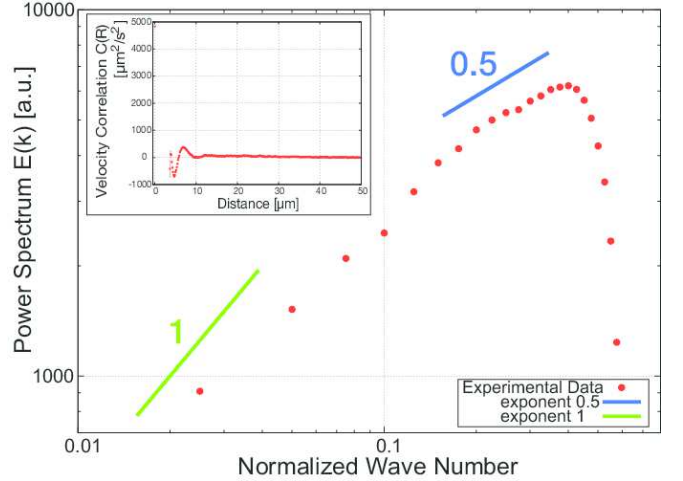 10000
1000
Power Spectrum E(k) [a.u.]
Velocity Correlation C(R)
[µm²/s²]
5000
4000
3000
2000
1000
0
-1000
0 10 20 30 40 50
Distance [µm]
0.5
1
Experimental Data
exponent 0.5
exponent 1
0.01 0.1
Normalized Wave Number